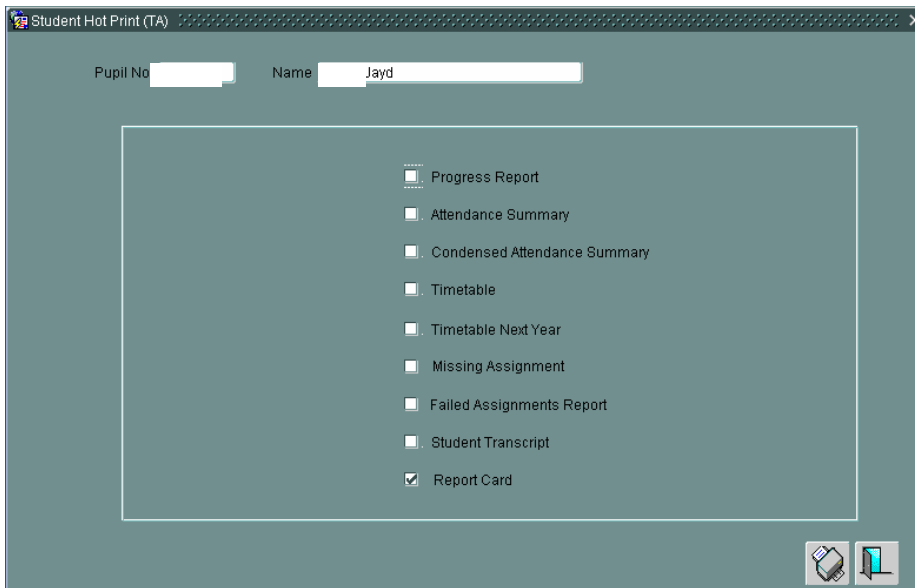 Student Hot Print (TA)
Pupil No Name Jayd
Progress Report
Attendance Summary
Condensed Attendance Summary
Timetable
Timetable Next Year
Missing Assignment
Failed Assignments Report
Student Transcript
Report Card